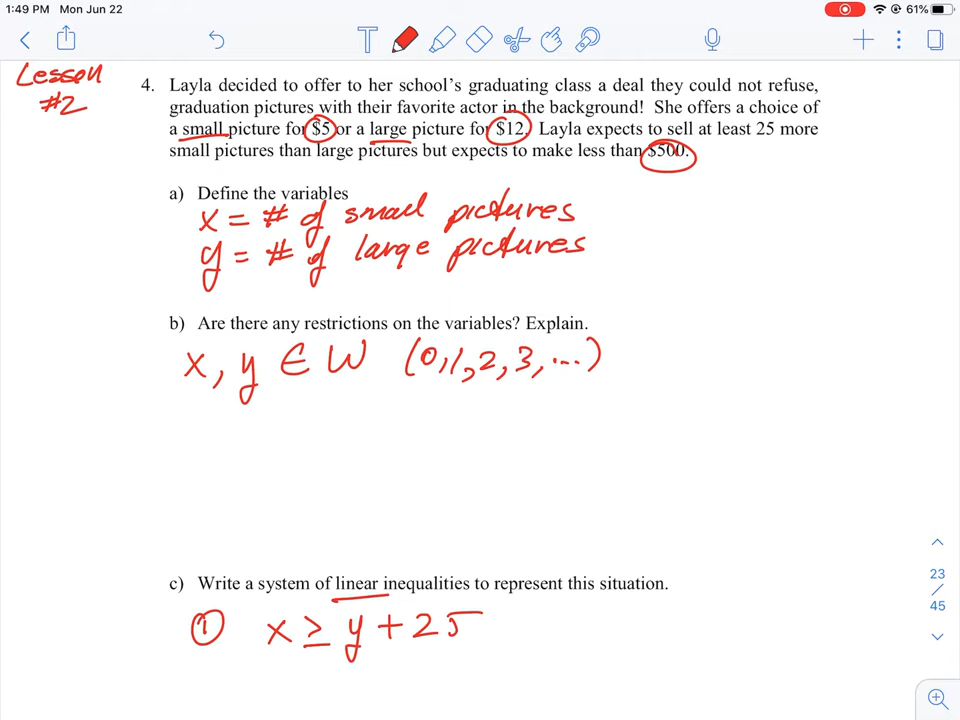 1:49 PM Mon Jun 22
61%
T
Lesson
#2
4. Layla decided to offer to her school's graduating class a deal they could not refuse,
graduation pictures with their favorite actor in the background! She offers a choice of
a small picture for $5 or a large picture for $12. Layla expects to sell at least 25 more
small pictures than large pictures but expects to make less than $500.
a) Define the variables
x = # of small pictures
y = # of large pictures
b) Are there any restrictions on the variables? Explain.
x, y ∈ W (0,1,2,3,...)
c) Write a system of linear inequalities to represent this situation.
① x ≥ y + 25
23
/
45